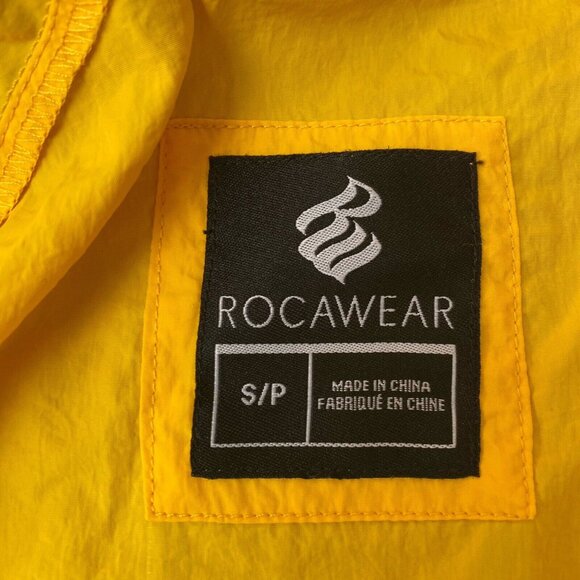 ROCAWEAR
S/P
MADE IN CHINA
FABRIQUÉ EN CHINE